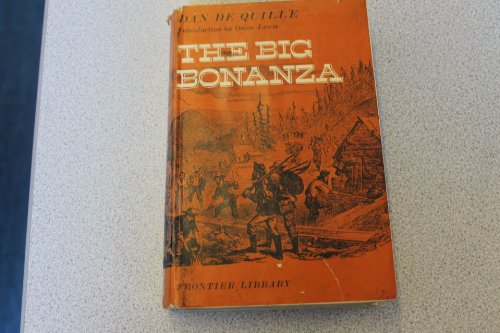 DAN DE QUILLE
Introduction by Oscar Lewis
THE BIG
BONANZA
FRONTIER LIBRARY